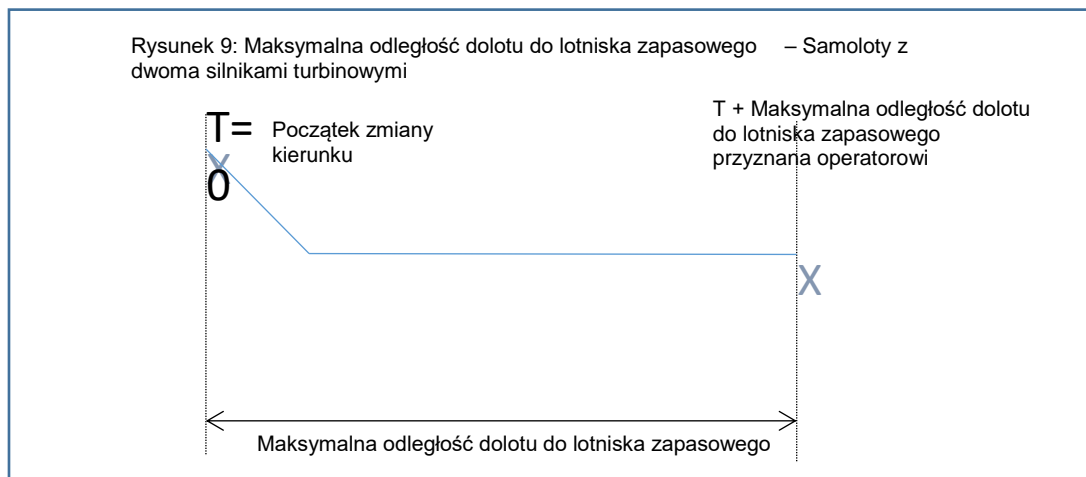 Rysunek 9: Maksymalna odległość dolotu do lotniska zapasowego – Samoloty z
dwoma silnikami turbinowymi
T=
X
0
Początek zmiany
kierunku
T + Maksymalna odległość dolotu
do lotniska zapasowego
przyznana operatorowi
X
Maksymalna odległość dolotu do lotniska zapasowego